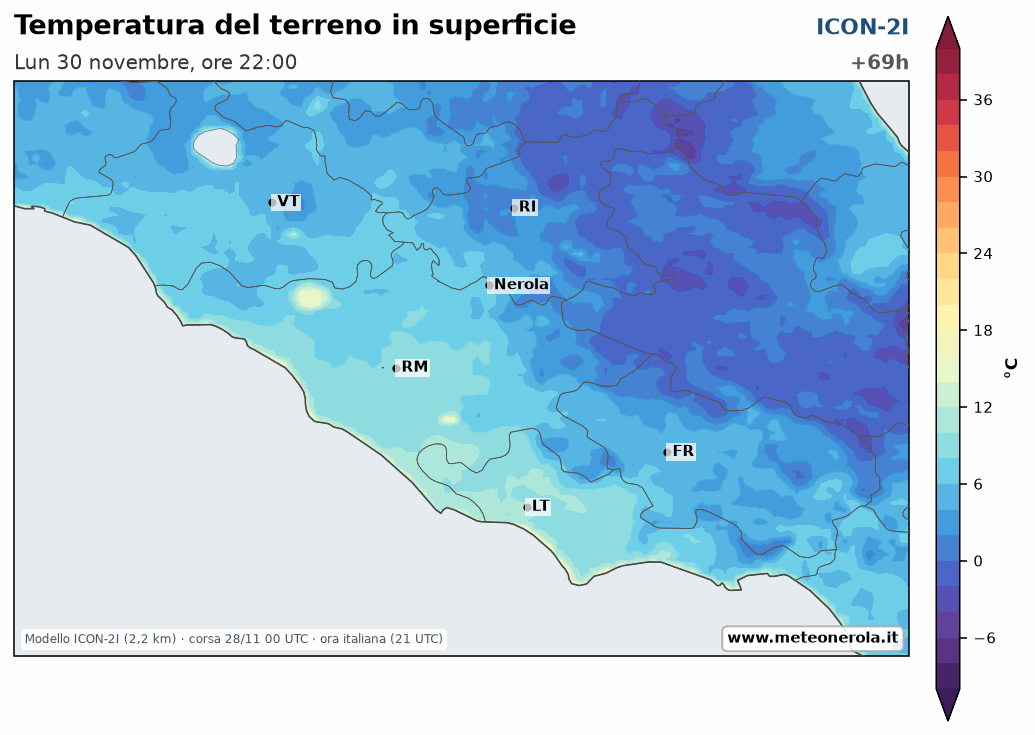 Temperatura del terreno in superficie
ICON-2I
Lun 30 novembre, ore 22:00
+69h
VT
RI
Nerola
RM
FR
LT
36
30
24
18
12
6
0
−6
°C
Modello ICON-2I (2,2 km) · corsa 28/11 00 UTC · ora italiana (21 UTC)
www.meteonerola.it